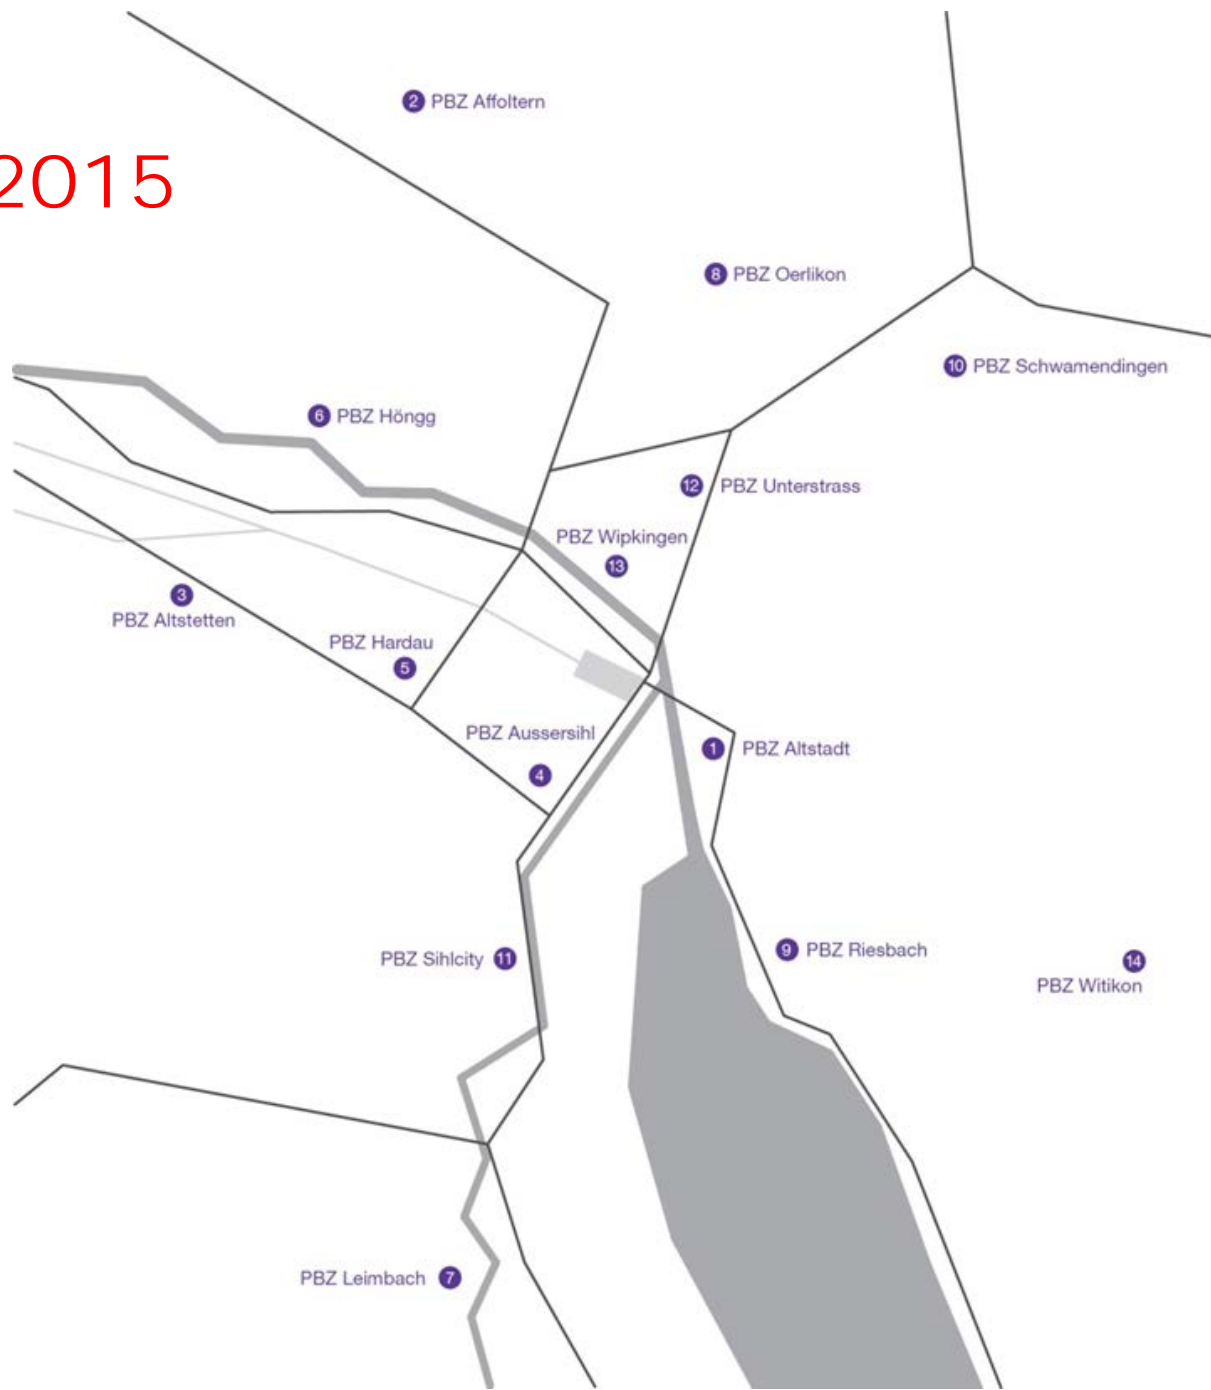 2 PBZ Affoltern
2015
8 PBZ Oerlikon
10 PBZ Schwamendingen
6 PBZ Höngg
12 PBZ Unterstrass
PBZ Wipkingen
13
3
PBZ Altstetten
PBZ Hardau
5
PBZ Aussersihl
4
1 PBZ Altstadt
9 PBZ Riesbach
PBZ Sihlcity 11
14
PBZ Witikon
PBZ Leimbach 7